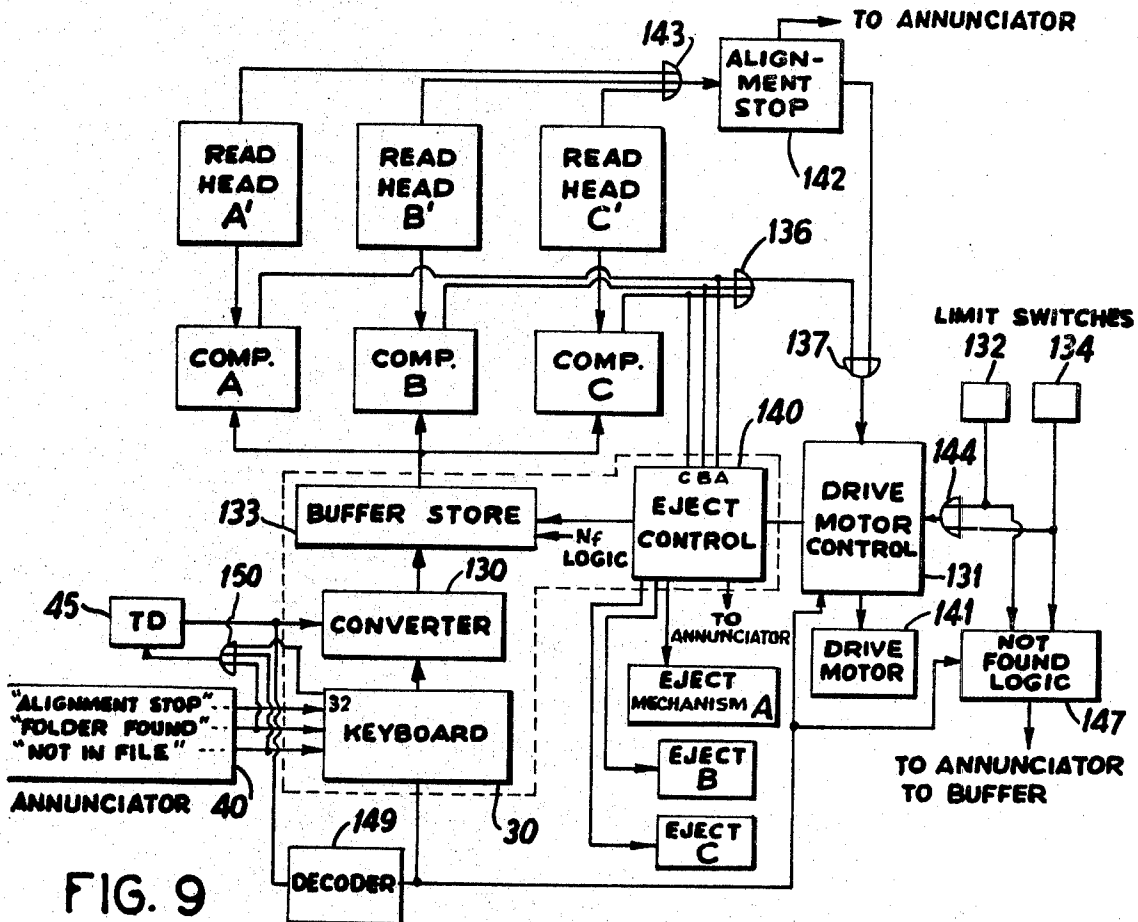 TO ANNUNCIATOR
143
ALIGN-
MENT
STOP
142
READ
HEAD
A'
READ
HEAD
B'
READ
HEAD
C'
136
LIMIT SWITCHES
132
134
137
COMP.
A
COMP.
B
COMP.
C
140
144
C B A
EJECT
CONTROL
DRIVE
MOTOR
CONTROL
131
133
BUFFER STORE
Nf
LOGIC
130
150
45
TD
CONVERTER
TO
ANNUNCIATOR
141
DRIVE
MOTOR
NOT
FOUND
LOGIC
147
"ALIGNMENT STOP"
"FOLDER FOUND"
"NOT IN FILE"
32
KEYBOARD
EJECT
MECHANISM A
ANNUNCIATOR 40
30
EJECT
B
TO ANNUNCIATOR
TO BUFFER
149
EJECT
C
DECODER
FIG. 9